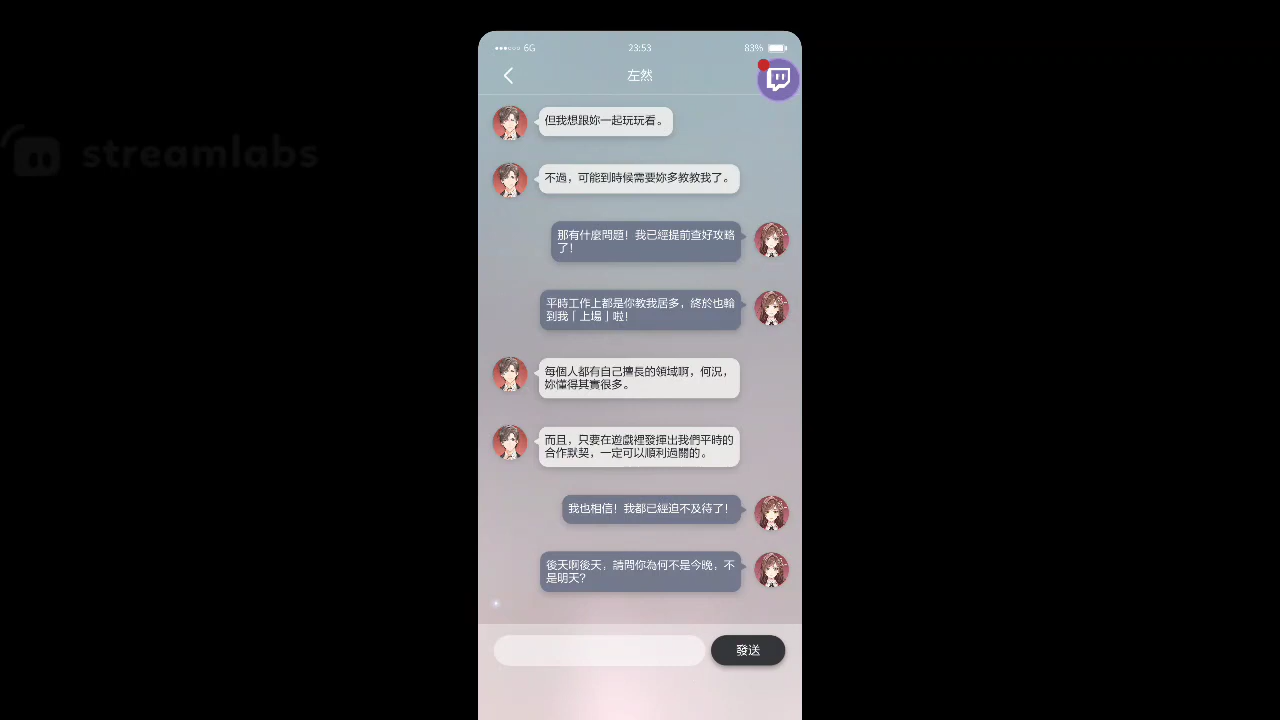 6G
23:53
83%
左然
streamlabs
但我想跟妳一起玩玩看。
不過，可能到時候需要妳多教教我了。
那有什麼問題！我已經提前查好攻略
了！
平時工作上都是你教我居多，終於也輪
到我「上場」啦！
每個人都有自己擅長的領域啊，何況，
妳懂得其實很多。
而且，只要在遊戲裡發揮出我們平時的
合作默契，一定可以順利過關的。
我也相信！我都已經迫不及待了！
後天啊後天，請問你為何不是今晚，不
是明天？
發送